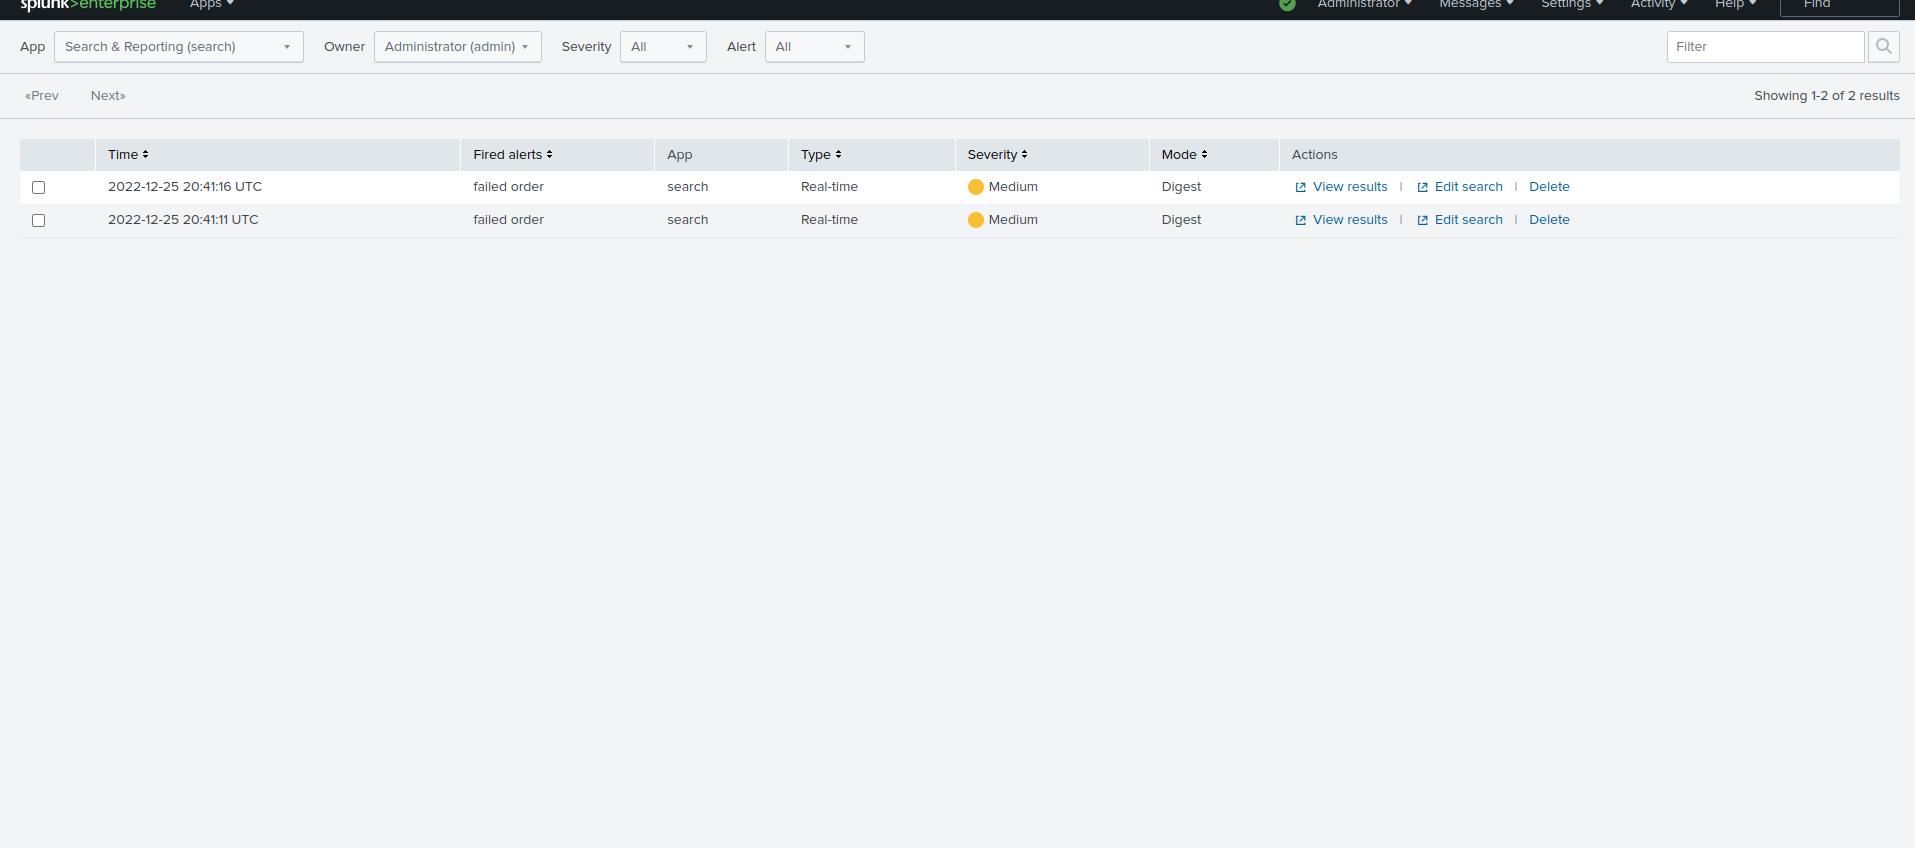 splunk>enterprise Apps Administrator Messages Settings Activity Help Find
App Search & Reporting (search) Owner Administrator (admin) Severity All Alert All Filter
«Prev Next» Showing 1-2 of 2 results
Time Fired alerts App Type Severity Mode Actions
2022-12-25 20:41:16 UTC failed order search Real-time Medium Digest View results | Edit search | Delete
2022-12-25 20:41:11 UTC failed order search Real-time Medium Digest View results | Edit search | Delete